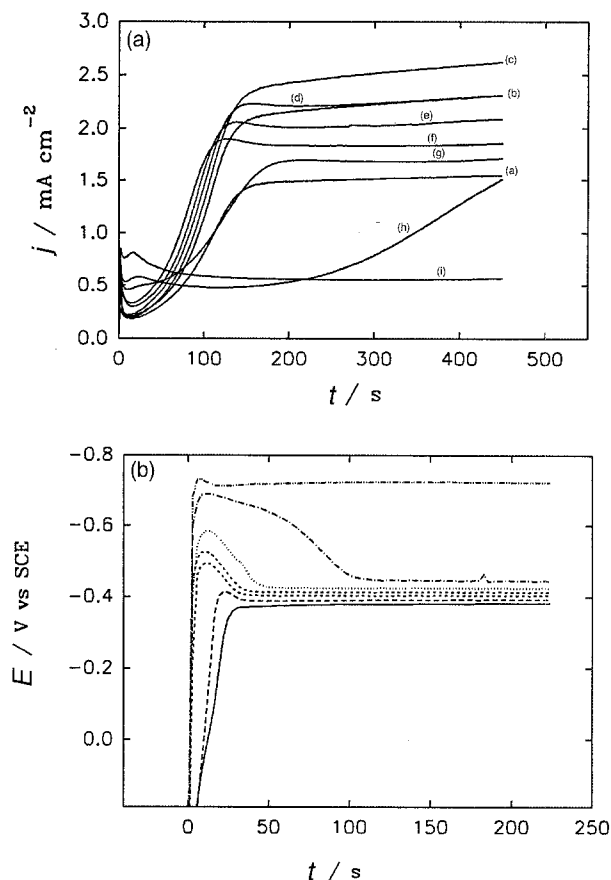 (a)
3.0
2.5
2.0
1.5
1.0
0.5
0.0
j / mA cm−2
(c)
(d)
(b)
(e)
(f)
(g)
(a)
(h)
(i)
0 100 200 300 400 500
t / s
(b)
−0.8
−0.6
−0.4
−0.2
0.0
E / V vs SCE
0 50 100 150 200 250
t / s